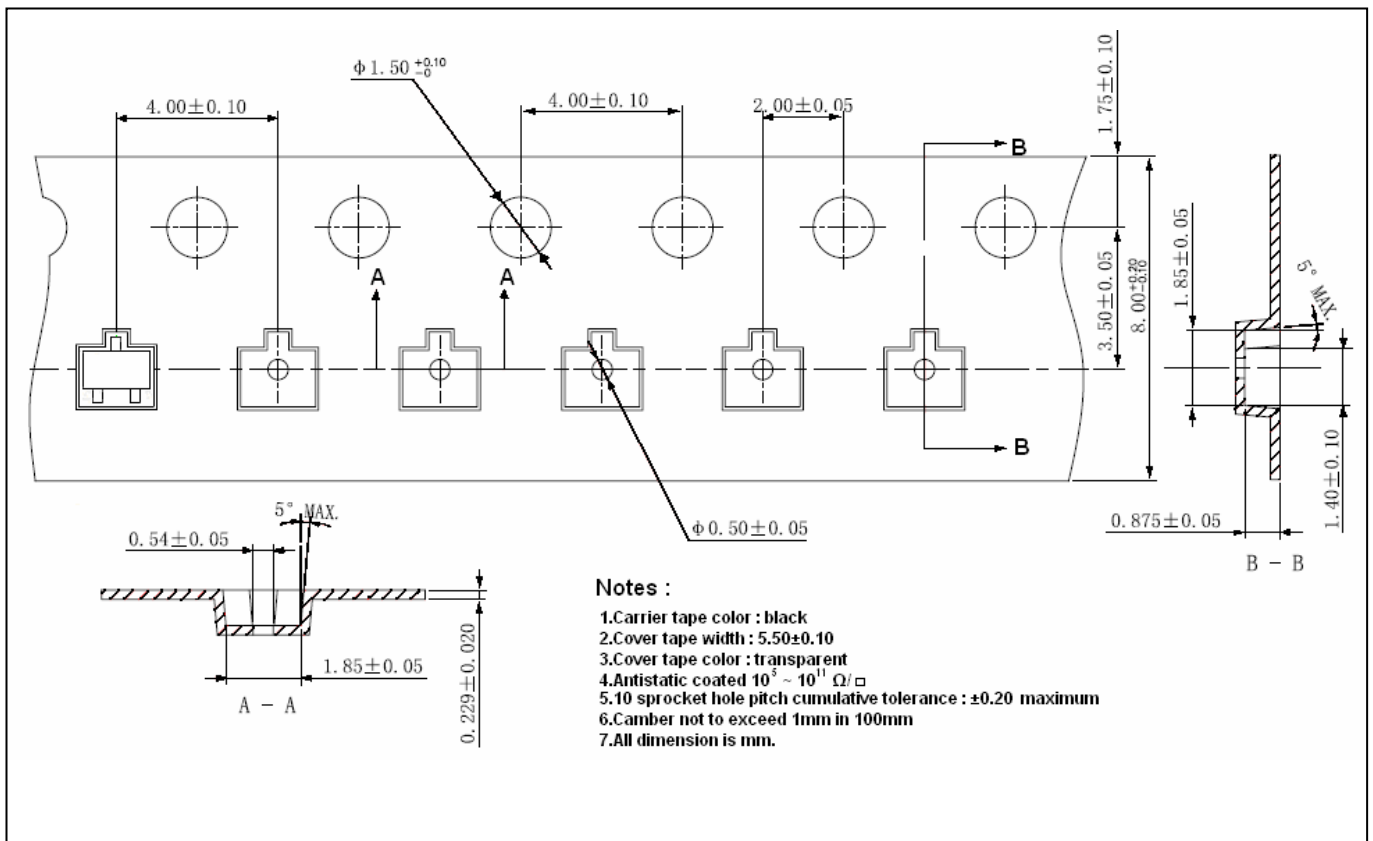 φ1.50 +0.10 -0
4.00±0.10
4.00±0.10
2.00±0.05
1.75±0.10
B
A
A
3.50±0.05
8.00 +0.20 -0.10
1.85±0.05
5° MAX.
B
1.40±0.10
0.875±0.05
B - B
5° MAX.
0.54±0.05
φ0.50±0.05
1.85±0.05
0.229±0.020
A - A
Notes :
1.Carrier tape color : black
2.Cover tape width : 5.50±0.10
3.Cover tape color : transparent
4.Antistatic coated 10⁵ ~ 10¹¹ Ω/□
5.10 sprocket hole pitch cumulative tolerance : ±0.20 maximum
6.Camber not to exceed 1mm in 100mm
7.All dimension is mm.